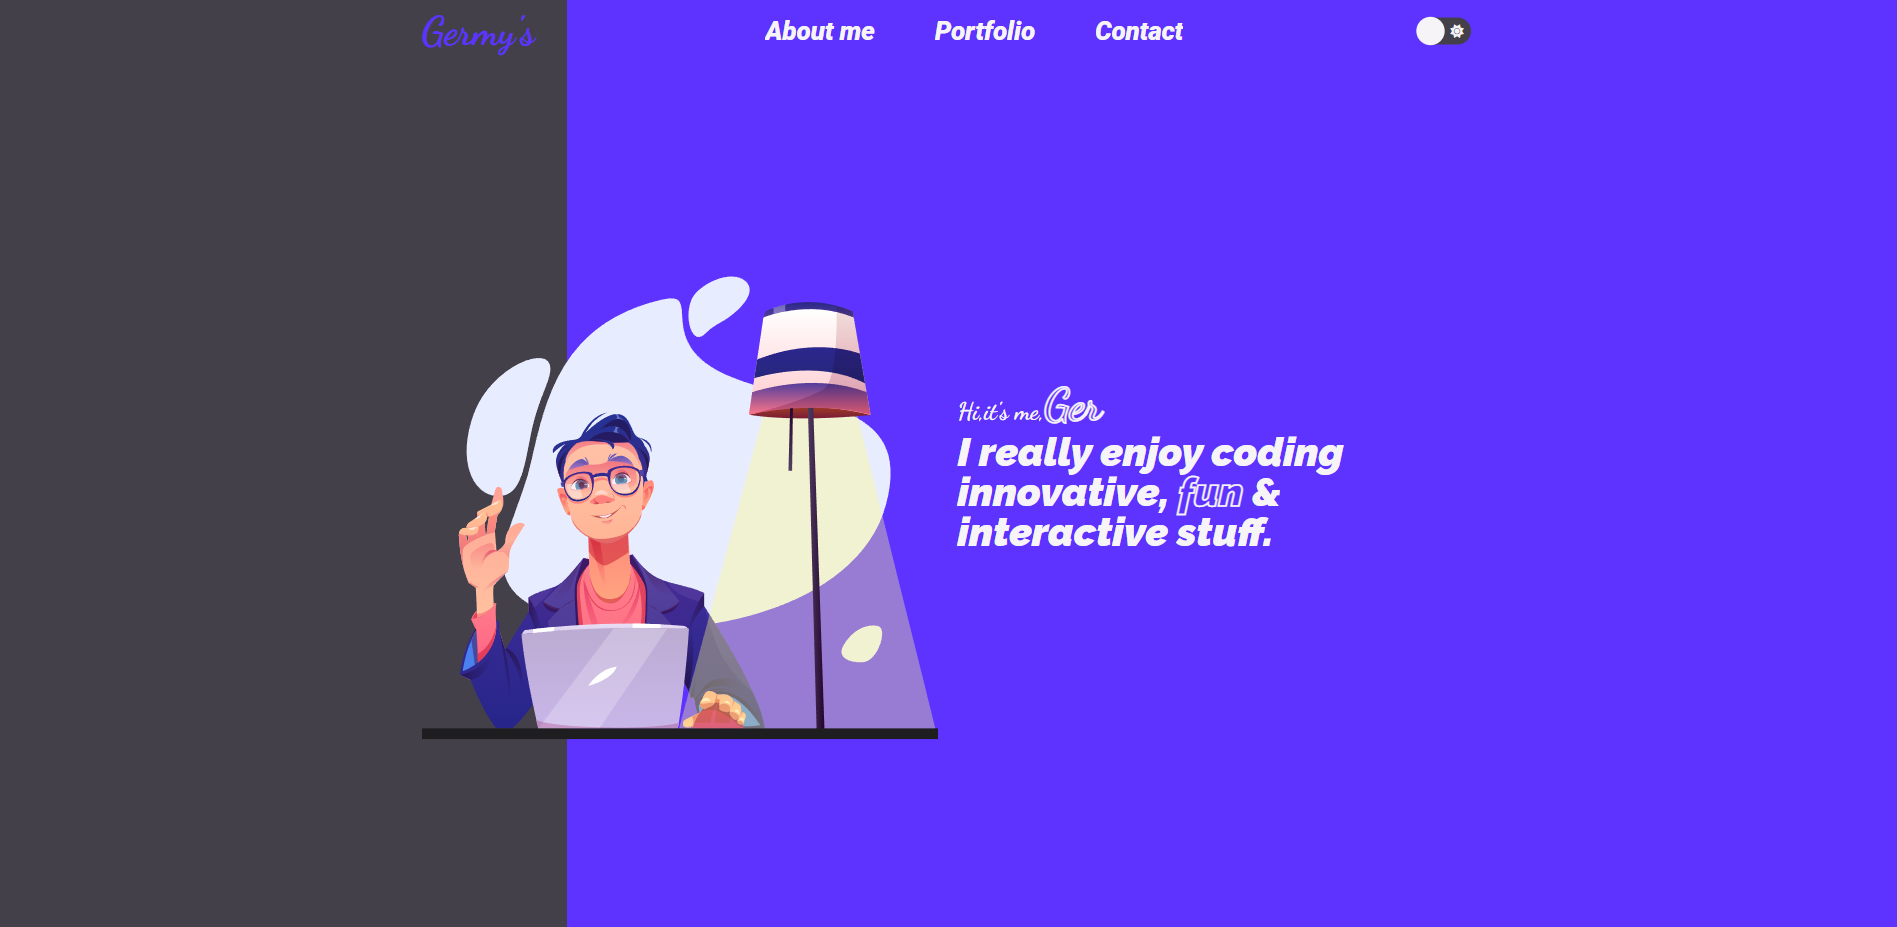 Germy's
About me
Portfolio
Contact
Hi,it's me, Ger
I really enjoy coding
innovative, fun &
interactive stuff.